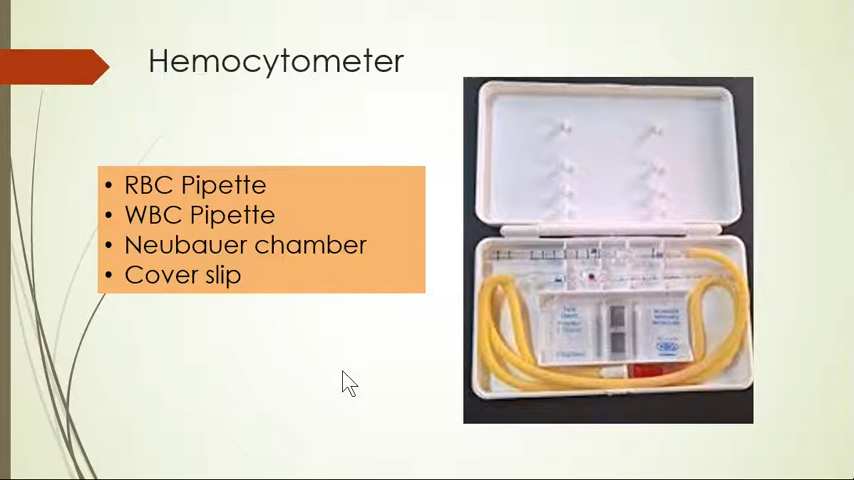 Hemocytometer
• RBC Pipette
• WBC Pipette
• Neubauer chamber
• Cover slip